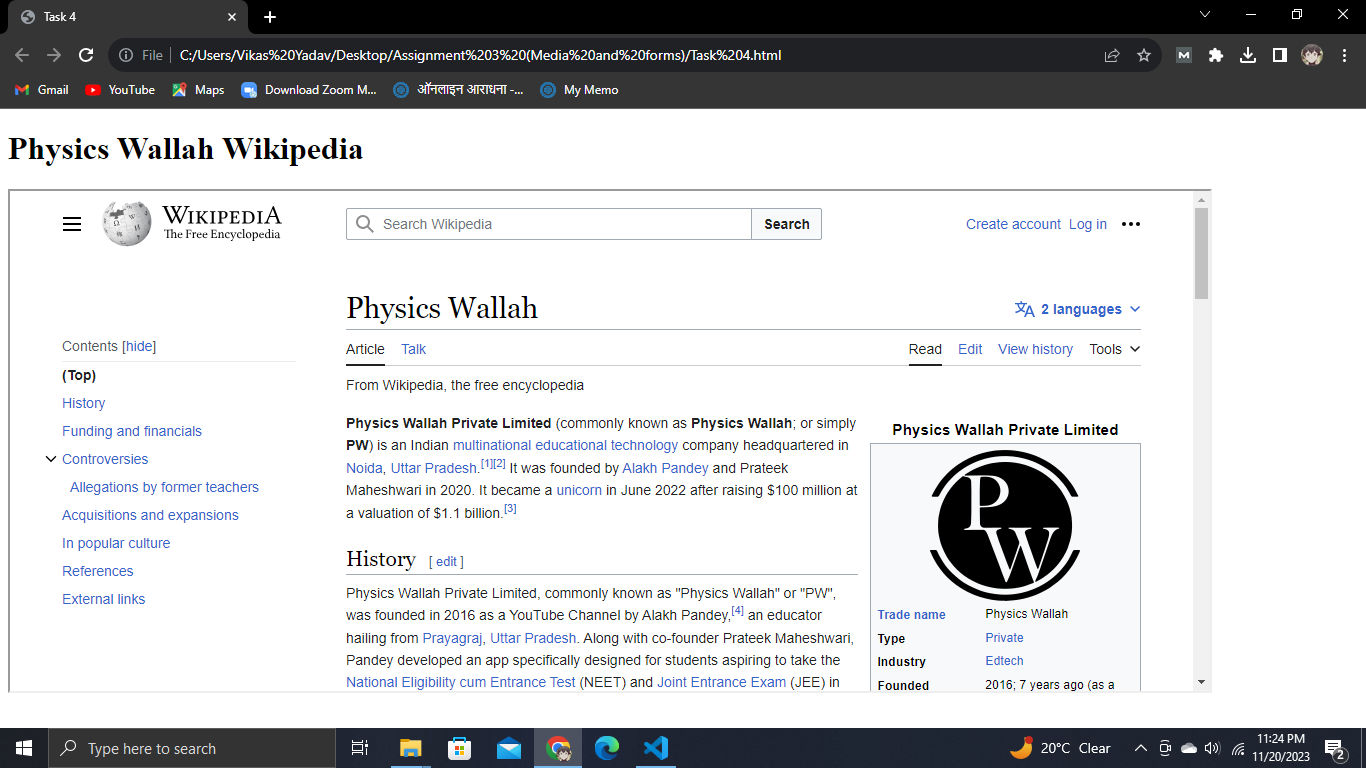 Task 4
File
C:/Users/Vikas%20Yadav/Desktop/Assignment%203%20(Media%20and%20forms)/Task%204.html
M
Gmail YouTube Maps Download Zoom M... ऑनलाइन आराधना -... My Memo
Physics Wallah Wikipedia
WIKIPEDIA
The Free Encyclopedia
Search Wikipedia Search
Create account Log in
Physics Wallah
2 languages
Contents [hide]
(Top)
History
Funding and financials
Controversies
Allegations by former teachers
Acquisitions and expansions
In popular culture
References
External links
Article Talk
Read Edit View history Tools
From Wikipedia, the free encyclopedia
Physics Wallah Private Limited (commonly known as Physics Wallah; or simply
PW) is an Indian multinational educational technology company headquartered in
Noida, Uttar Pradesh.[1][2] It was founded by Alakh Pandey and Prateek
Maheshwari in 2020. It became a unicorn in June 2022 after raising $100 million at
a valuation of $1.1 billion.[3]
History [ edit ]
Physics Wallah Private Limited, commonly known as "Physics Wallah" or "PW",
was founded in 2016 as a YouTube Channel by Alakh Pandey,[4] an educator
hailing from Prayagraj, Uttar Pradesh. Along with co-founder Prateek Maheshwari,
Pandey developed an app specifically designed for students aspiring to take the
National Eligibility cum Entrance Test (NEET) and Joint Entrance Exam (JEE) in
Physics Wallah Private Limited
PW
Trade name Physics Wallah
Type Private
Industry Edtech
Founded 2016; 7 years ago (as a
Type here to search
20°C Clear
11:24 PM
11/20/2023
2